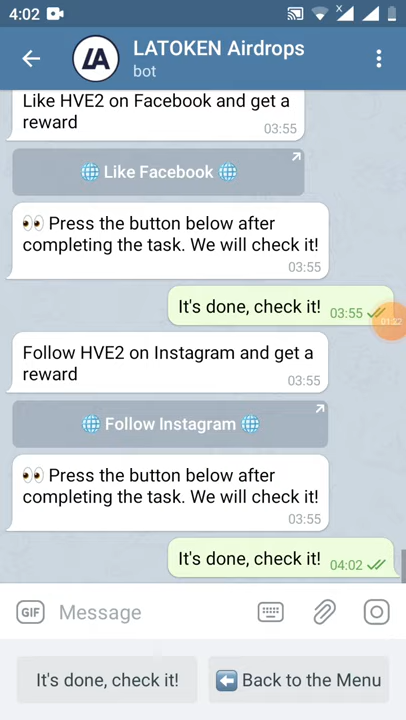 4:02
LATOKEN Airdrops
bot
LA
Like HVE2 on Facebook and get a
reward
03:55
Like Facebook
👀 Press the button below after
completing the task. We will check it!
03:55
It's done, check it! 03:55
01:32
Follow HVE2 on Instagram and get a
reward
03:55
Follow Instagram
👀 Press the button below after
completing the task. We will check it!
03:55
It's done, check it! 04:02
GIF Message
It's done, check it!
Back to the Menu